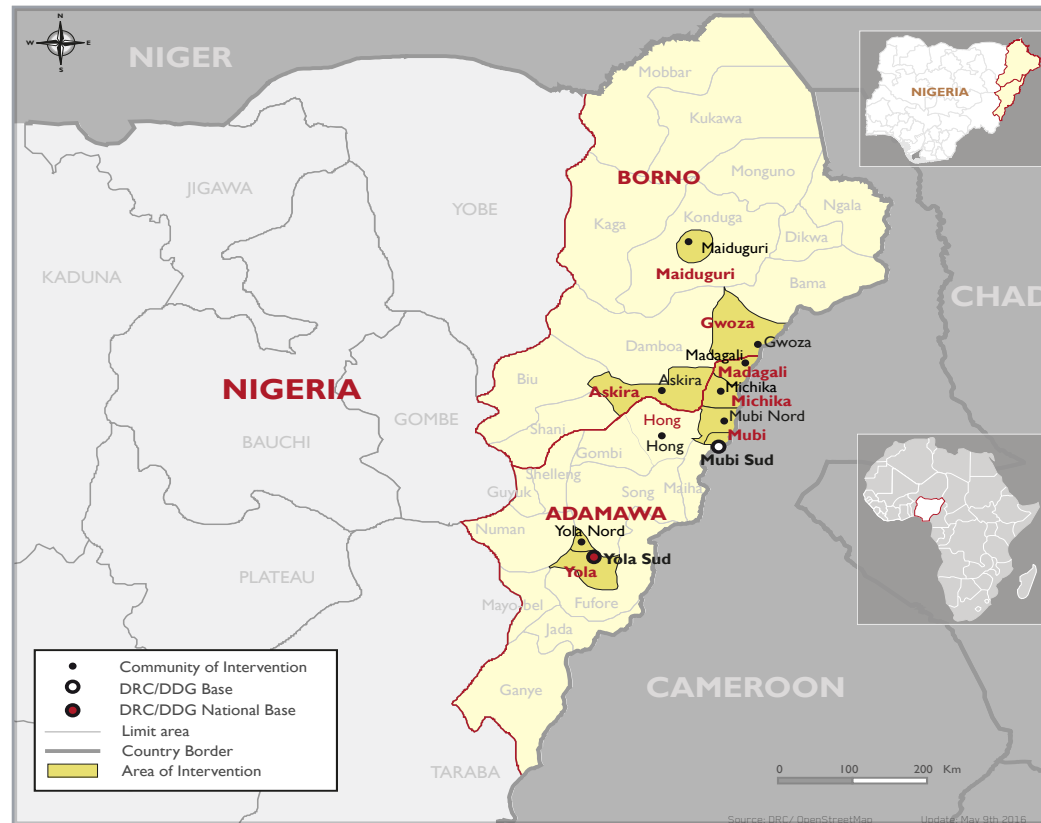 N
W
E
S
NIGER
NIGERIA
Mobbar
Kukawa
JIGAWA
BORNO
Monguno
YOBE
Ngala
Kaga
Konduga
Dikwa
Maiduguri
KADUNA
Maiduguri
Bama
CHAD
Gwoza
Gwoza
Damboa
Madagali
Madagali
Biu
Askira
Michika
NIGERIA
Askira
Michika
GOMBE
Hong
Mubi Nord
Shani
Mubi
BAUCHI
Hong
Gombi
Mubi Sud
Shelleng
Guyuk
Song
Maiha
ADAMAWA
Numan
Yola Nord
Yola Sud
Yola
PLATEAU
Mayo-bel
Fufore
Jada
Ganye
CAMEROON
TARABA
Community of Intervention
DRC/DDG Base
DRC/DDG National Base
Limit area
Country Border
Area of Intervention
0 100 200 Km
Source: DRC/ OpenStreetMap Update: May 9th 2016